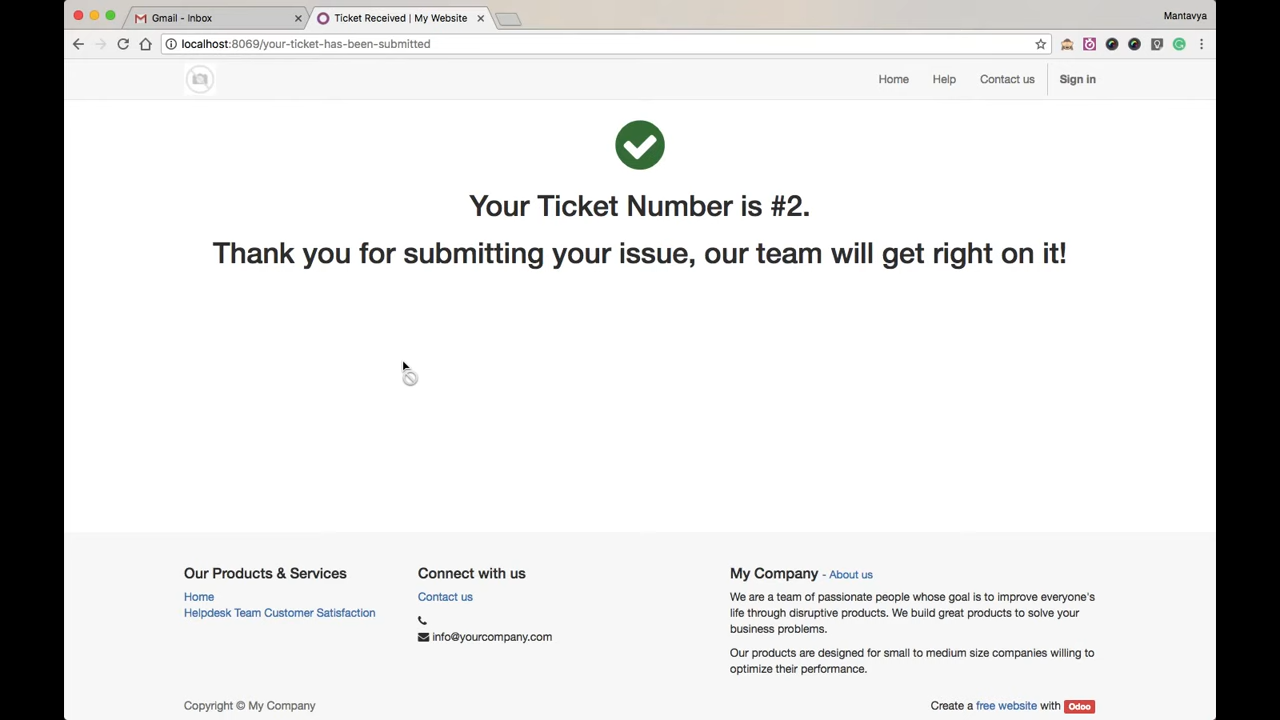 Gmail - Inbox
Ticket Received | My Website
Mantavya
localhost:8069/your-ticket-has-been-submitted
Home
Help
Contact us
Sign in
Your Ticket Number is #2.
Thank you for submitting your issue, our team will get right on it!
Our Products & Services
Home
Helpdesk Team Customer Satisfaction
Connect with us
Contact us
info@yourcompany.com
My Company - About us
We are a team of passionate people whose goal is to improve everyone's
life through disruptive products. We build great products to solve your
business problems.
Our products are designed for small to medium size companies willing to
optimize their performance.
Copyright © My Company
Create a free website with Odoo